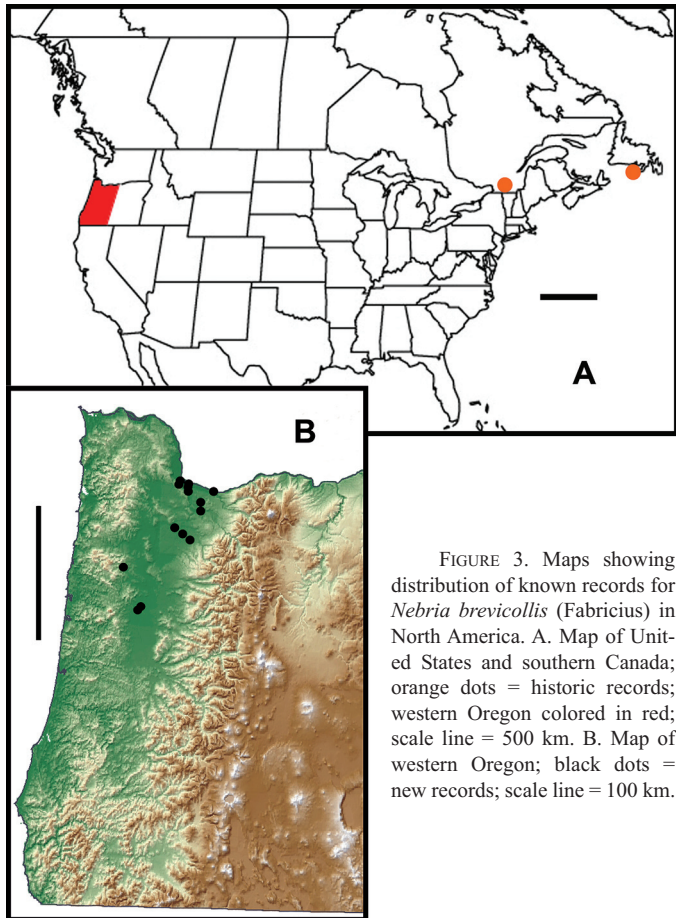 A
B
FIGURE 3. Maps showing
distribution of known records for
Nebria brevicollis (Fabricius) in
North America. A. Map of Unit-
ed States and southern Canada;
orange dots = historic records;
western Oregon colored in red;
scale line = 500 km. B. Map of
western Oregon; black dots =
new records; scale line = 100 km.